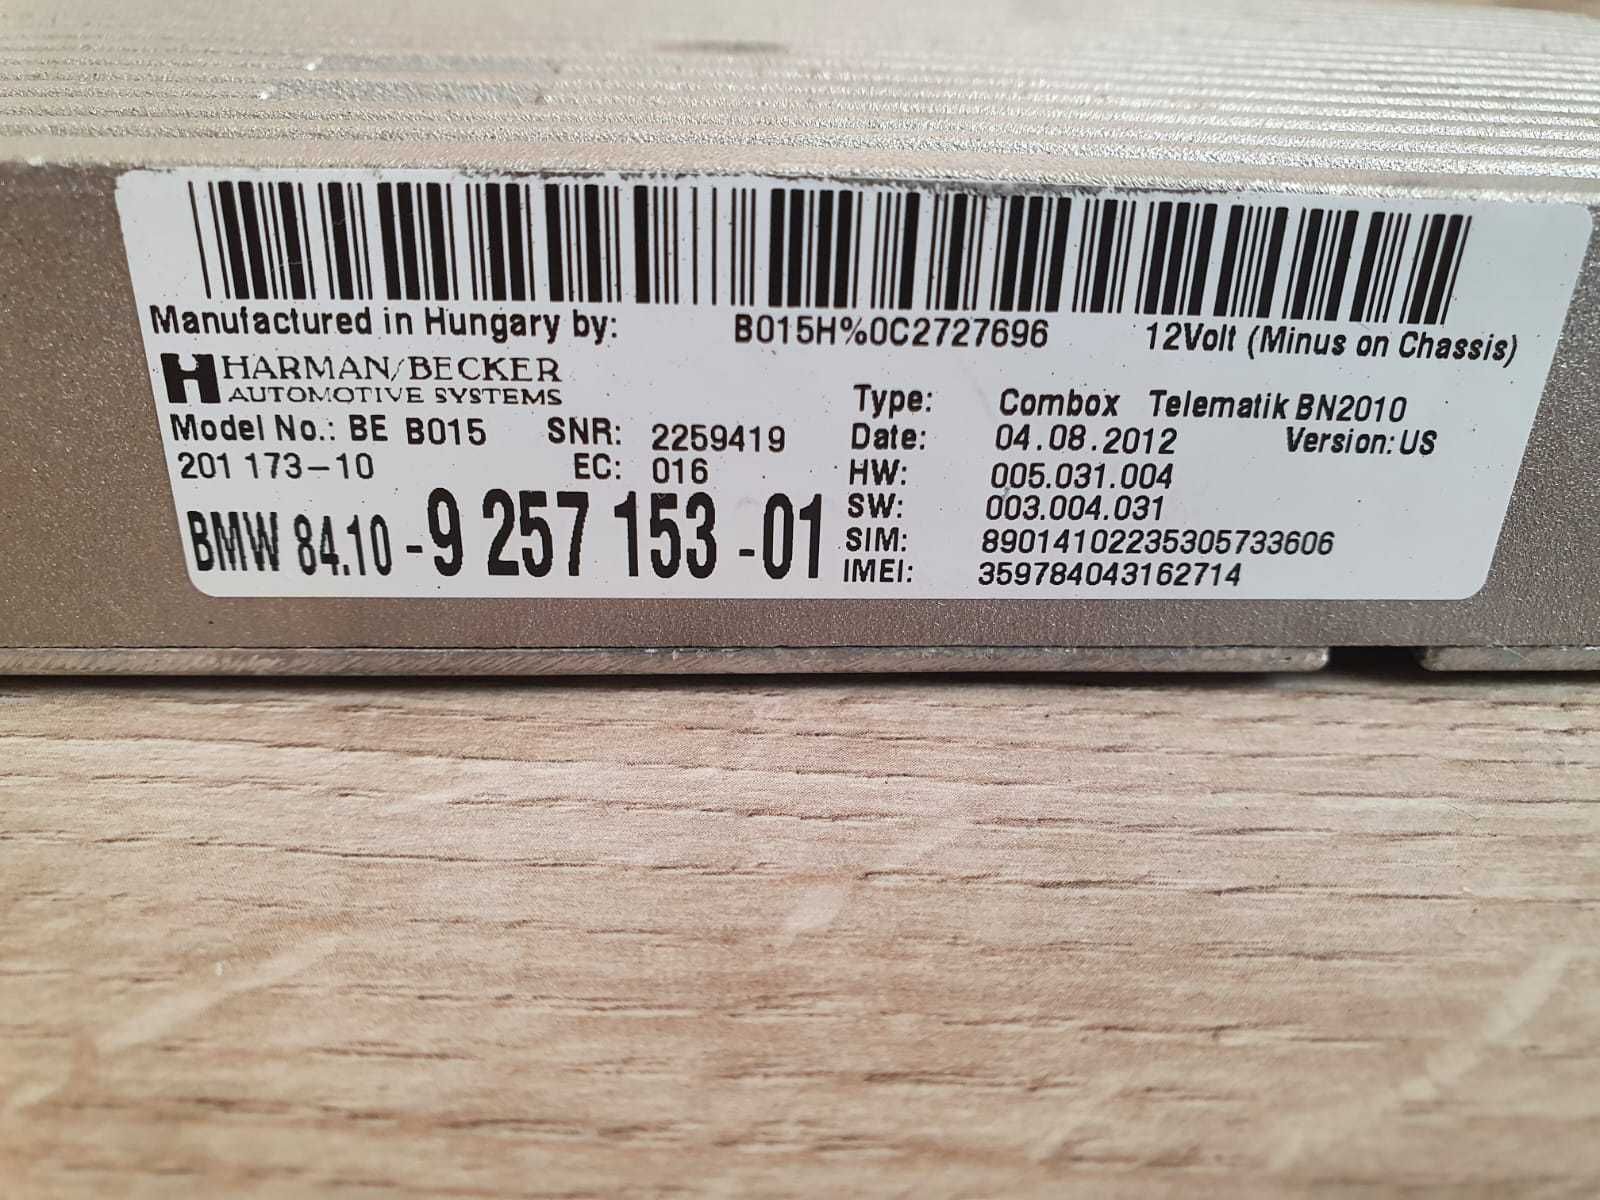 Manufactured in Hungary by: B015H%0C2727696 12Volt (Minus on Chassis)
HARMAN/BECKER
AUTOMOTIVE SYSTEMS
Type: Combox Telematik BN2010
Model No.: BE B015 SNR: 2259419 Date: 04.08.2012 Version: US
201 173-10 EC: 016 HW: 005.031.004
SW: 003.004.031
BMW 84.10 -9 257 153 -01 SIM: 89014102235305733606
IMEI: 359784043162714